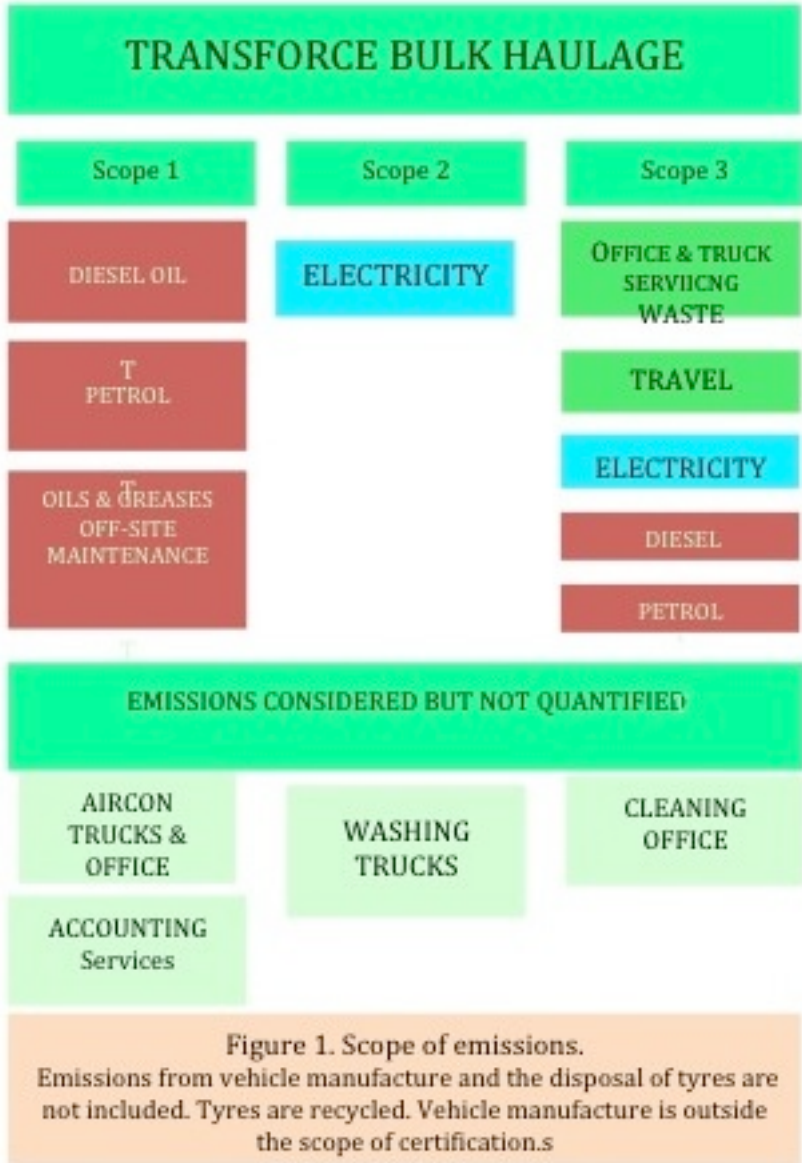 TRANSFORCE BULK HAULAGE
Scope 1
Scope 2
Scope 3
DIESEL OIL
T
PETROL
T
OILS & GREASES
OFF-SITE
MAINTENANCE
T
ELECTRICITY
OFFICE & TRUCK
SERVIICNG
WASTE
TRAVEL
ELECTRICITY
DIESEL
PETROL
EMISSIONS CONSIDERED BUT NOT QUANTIFIED
AIRCON
TRUCKS &
OFFICE
WASHING
TRUCKS
CLEANING
OFFICE
ACCOUNTING
Services
Figure 1. Scope of emissions.
Emissions from vehicle manufacture and the disposal of tyres are
not included. Tyres are recycled. Vehicle manufacture is outside
the scope of certification.s